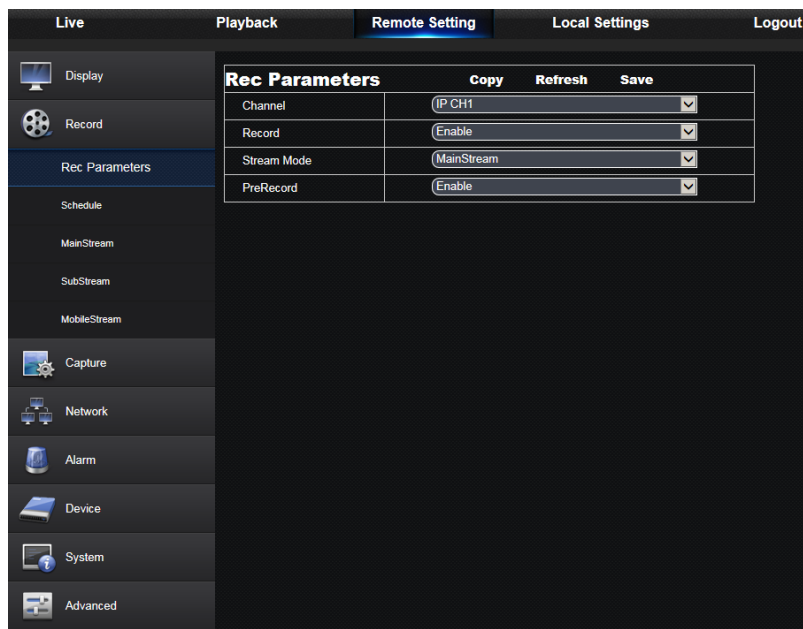 Live Playback Remote Setting Local Settings Logout
Display
Record
Rec Parameters
Schedule
MainStream
SubStream
MobileStream
Capture
Network
Alarm
Device
System
Advanced
Rec Parameters Copy Refresh Save
Channel IP CH1
Record Enable
Stream Mode MainStream
PreRecord Enable